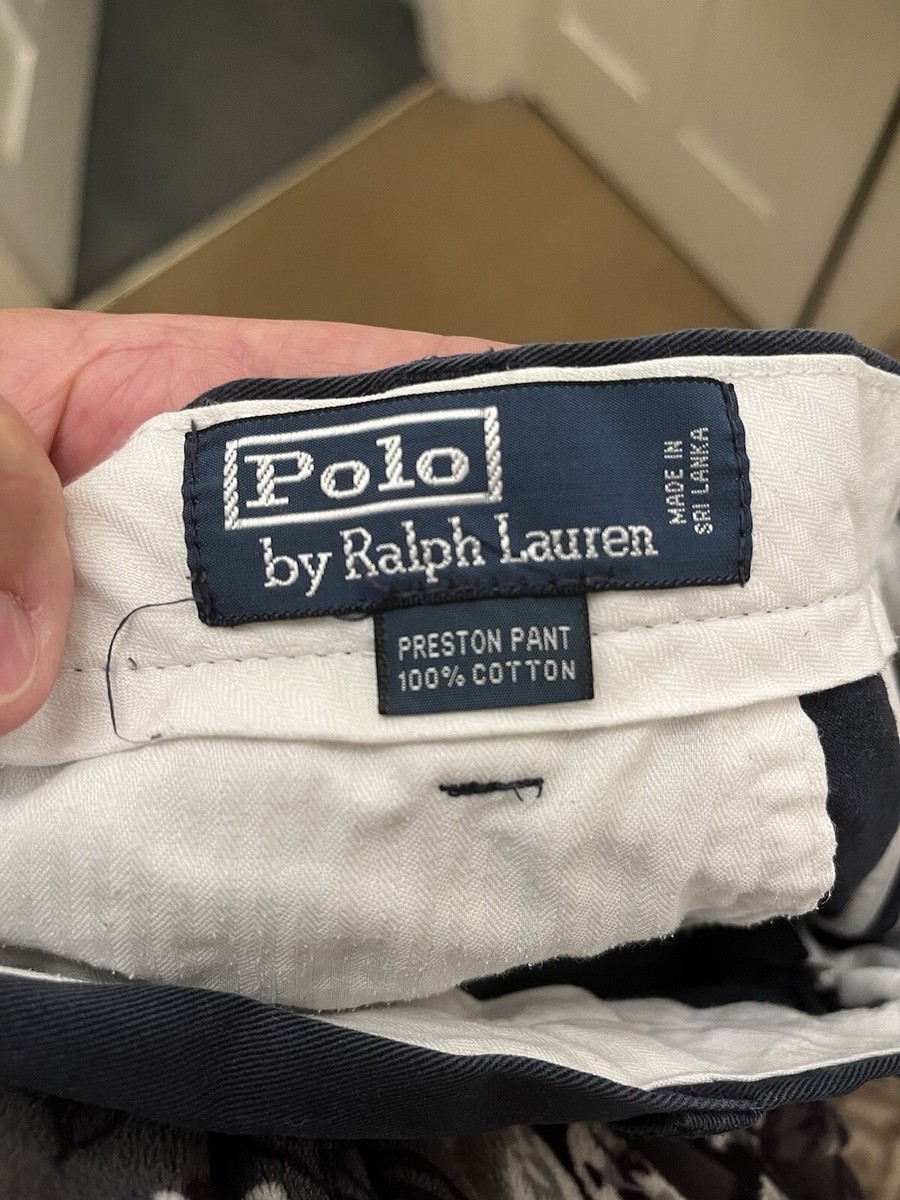 Polo
by Ralph Lauren
MADE IN
SRI LANKA
PRESTON PANT
100% COTTON